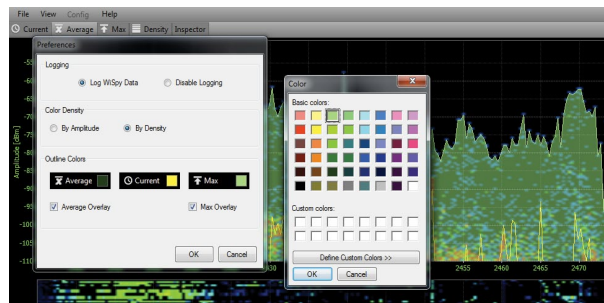 File View Config Help
Current Average Max Density Inspector
Preferences
Logging
Log WiSpy Data Disable Logging
Color Density
By Amplitude By Density
Outline Colors
Average Current Max
Average Overlay Max Overlay
OK Cancel
Color
Basic colors:
Custom colors:
Define Custom Colors >>
OK Cancel
Amplitude [dBm]
-55
-60
-65
-70
-75
-80
-85
-90
-95
-100
-105
-110
2455 2460 2465 2470